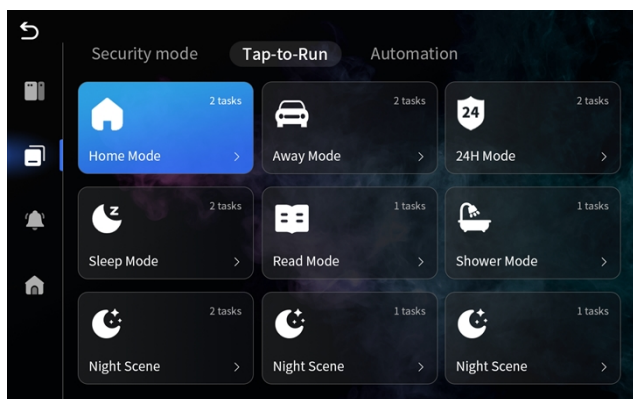 Security mode Tap-to-Run Automation
2 tasks 2 tasks 24 2 tasks
Home Mode Away Mode 24H Mode
Z 2 tasks 1 tasks 1 tasks
Sleep Mode Read Mode Shower Mode
2 tasks 1 tasks 1 tasks
Night Scene Night Scene Night Scene